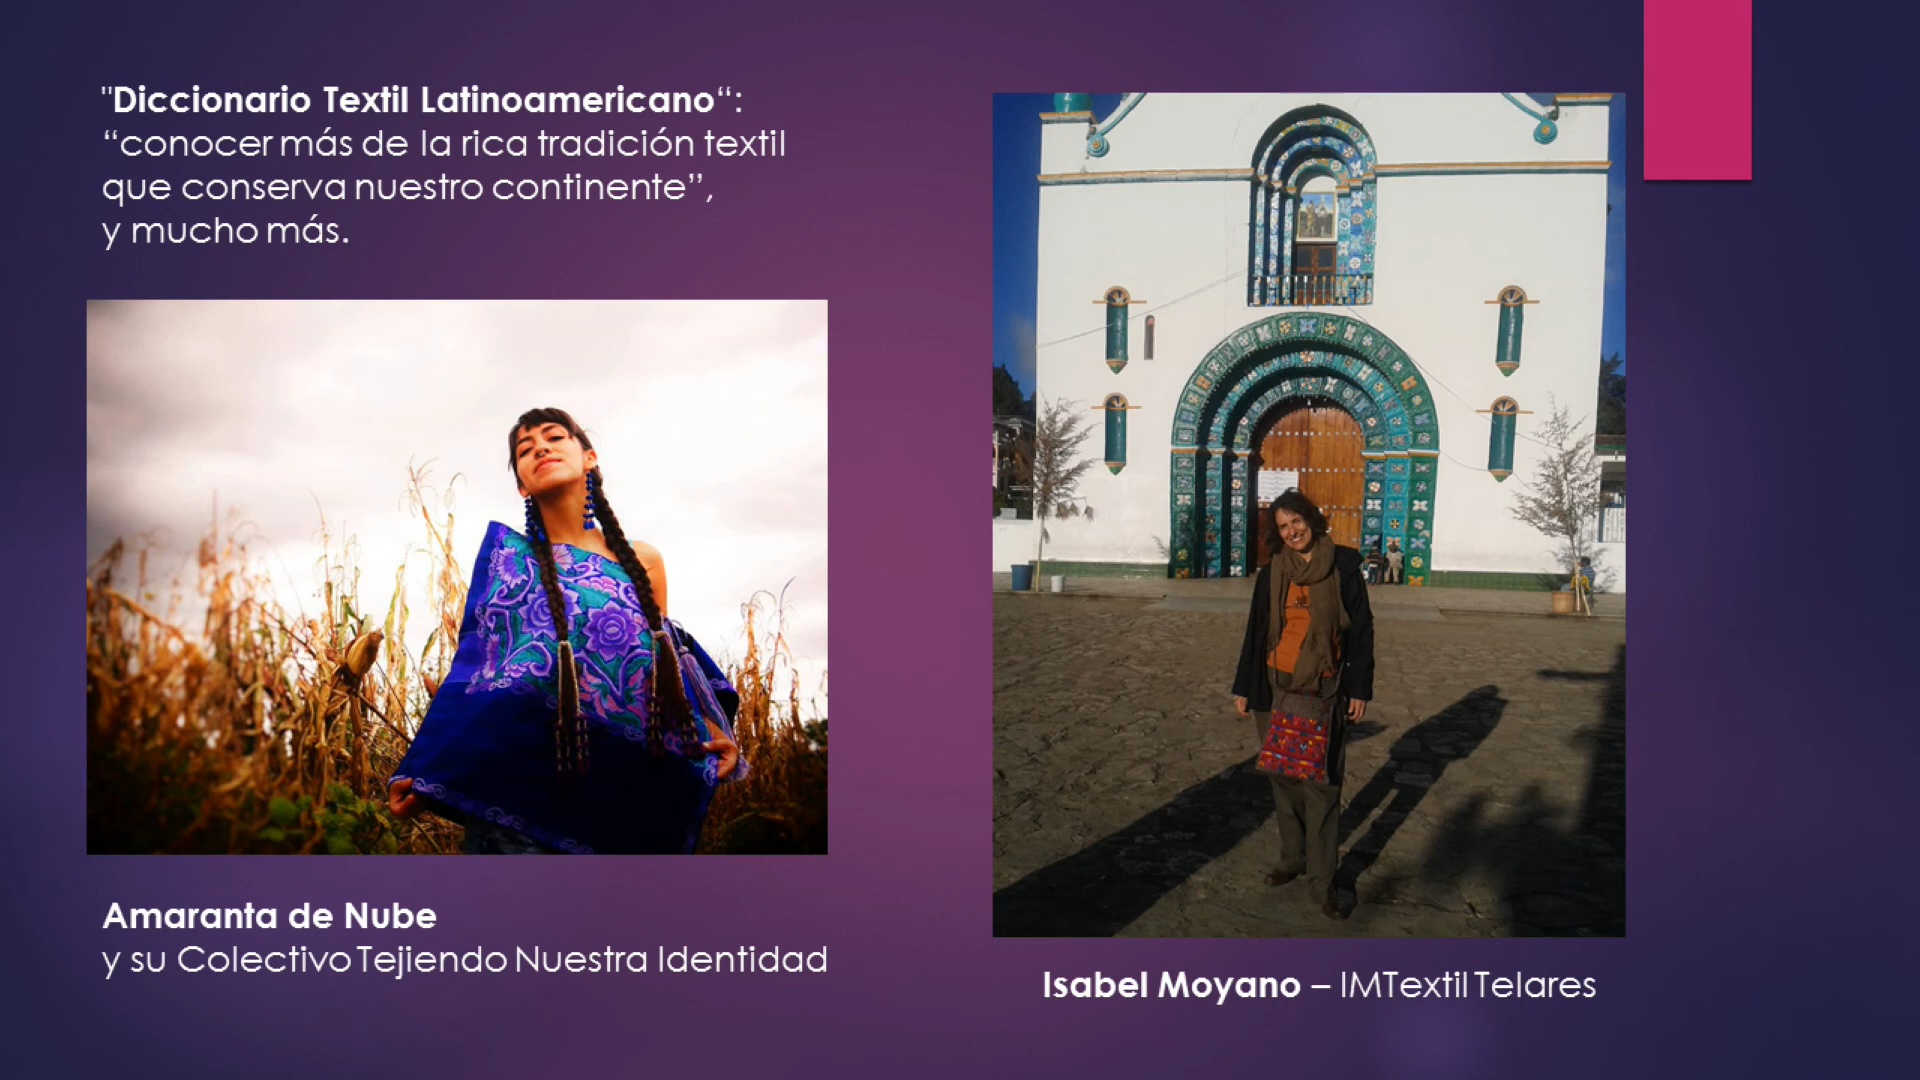 "Diccionario Textil Latinoamericano“:
“conocer más de la rica tradición textil
que conserva nuestro continente”,
y mucho más.
Amaranta de Nube
y su Colectivo Tejiendo Nuestra Identidad
Isabel Moyano – IMTextil Telares